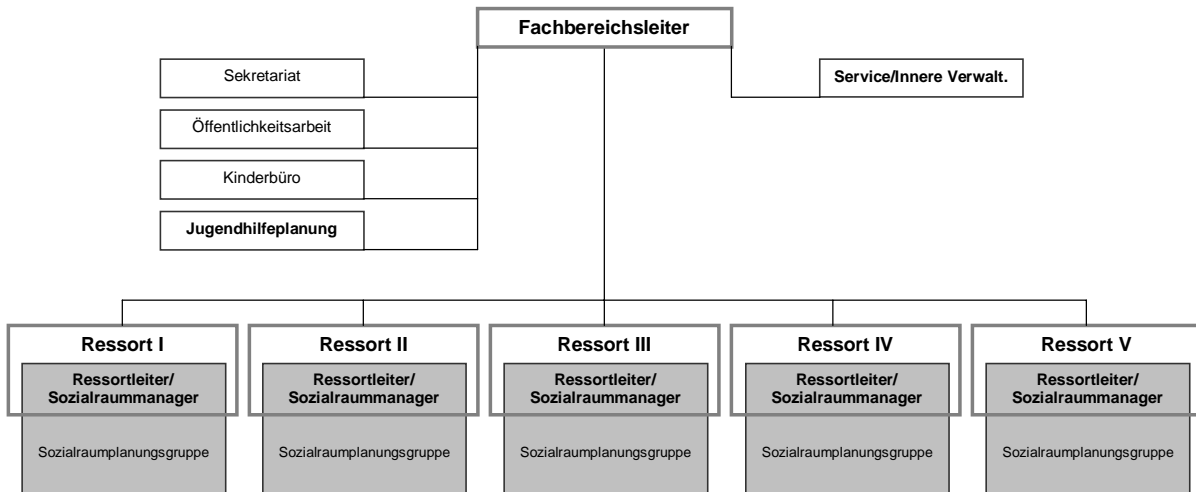 Fachbereichsleiter
Sekretariat
Service/Innere Verwalt.
Öffentlichkeitsarbeit
Kinderbüro
Jugendhilfeplanung
Ressort I
Ressortleiter/
Sozialraummanager
Sozialraumplanungsgruppe
Ressort II
Ressortleiter/
Sozialraummanager
Sozialraumplanungsgruppe
Ressort III
Ressortleiter/
Sozialraummanager
Sozialraumplanungsgruppe
Ressort IV
Ressortleiter/
Sozialraummanager
Sozialraumplanungsgruppe
Ressort V
Ressortleiter/
Sozialraummanager
Sozialraumplanungsgruppe